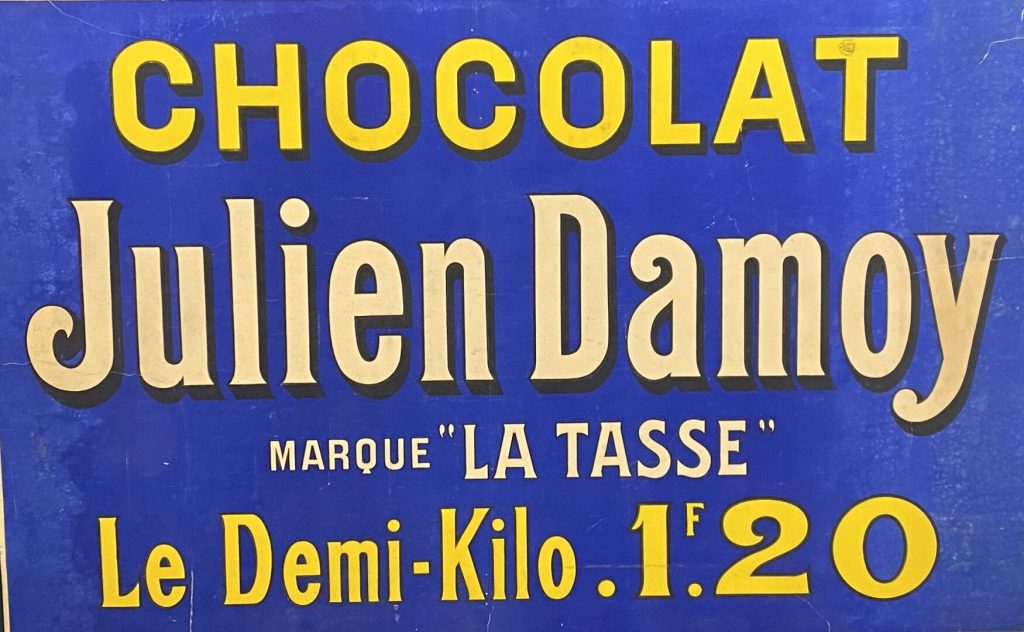 CHOCOLAT
Julien Damoy
MARQUE "LA TASSE"
Le Demi-Kilo. 1F.20